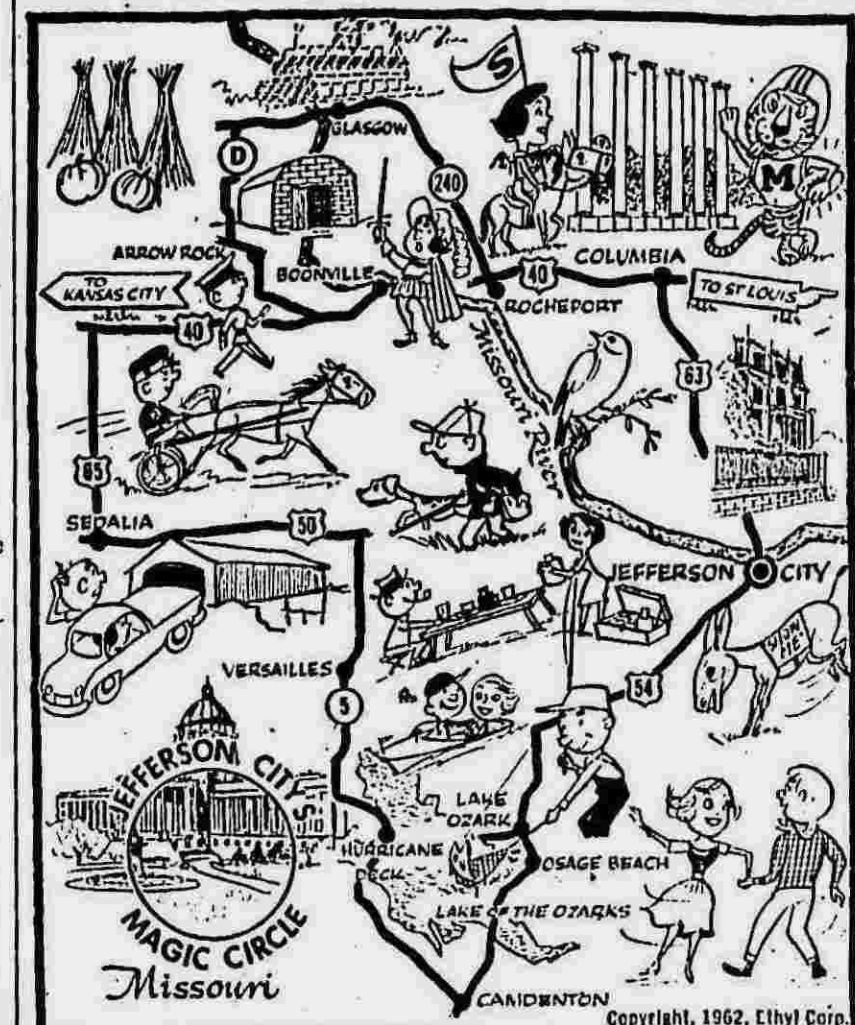 S
GLASGOW
D
240
M
ARROW ROCK
BOONVILLE
COLUMBIA
TO
KANSAS CITY
40
40
ROCHEPORT
TO ST LOUIS
C
Missouri River
63
C
65
SEDALIA
50
JEFFERSON CITY
C
VERSAILLES
54
5
JEFFERSON CITY'S
MAGIC CIRCLE
Missouri
LAKE
OZARK
HURRICANE
DECK
OSAGE BEACH
LAKE OF THE OZARKS
CAMDENTON
Copyright, 1962, Ethyl Corp.